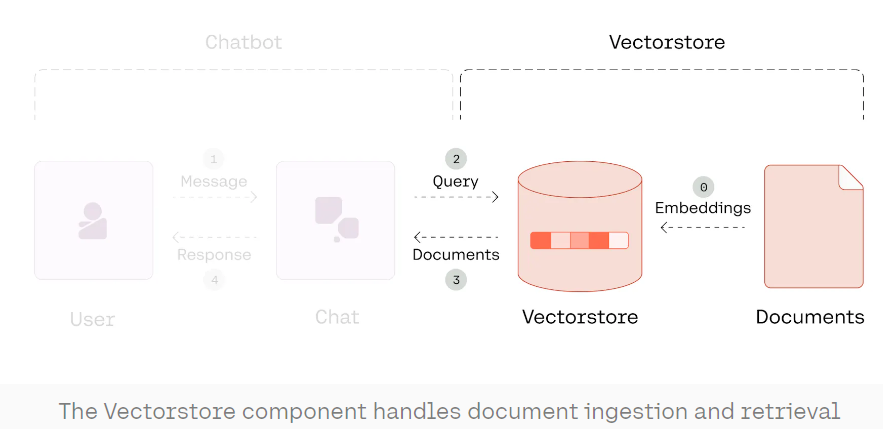 Chatbot
Vectorstore
1
Message
2
Query
0
Embeddings
Response
4
Documents
3
User
Chat
Vectorstore
Documents
The Vectorstore component handles document ingestion and retrieval